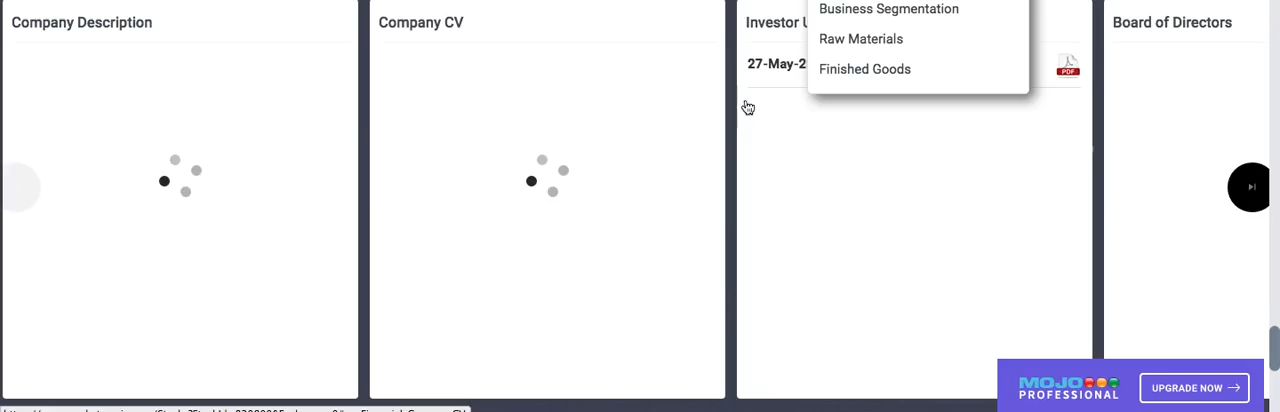 Company Description
Company CV
Investor
Business Segmentation
Raw Materials
Finished Goods
Board of Directors
27-May-2
PDF
MOJO
PROFESSIONAL
UPGRADE NOW